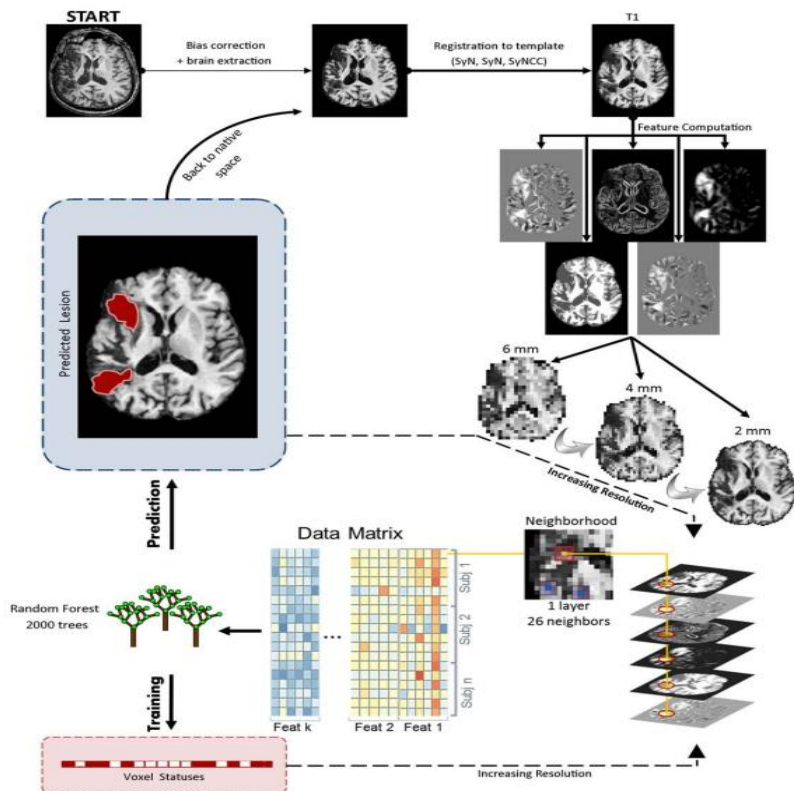 START
Bias correction
+ brain extraction
Registration to template
(SyN, SyN, SyNCC)
T1
Feature Computation
Back to native
space
Predicted Lesion
6 mm
4 mm
2 mm
Increasing Resolution
Prediction
Data Matrix
Neighborhood
1 layer
26 neighbors
Subj 1
Subj 2
Subj n
...
Random Forest
2000 trees
Feat k
Feat 2
Feat 1
Training
Voxel Statuses
Increasing Resolution